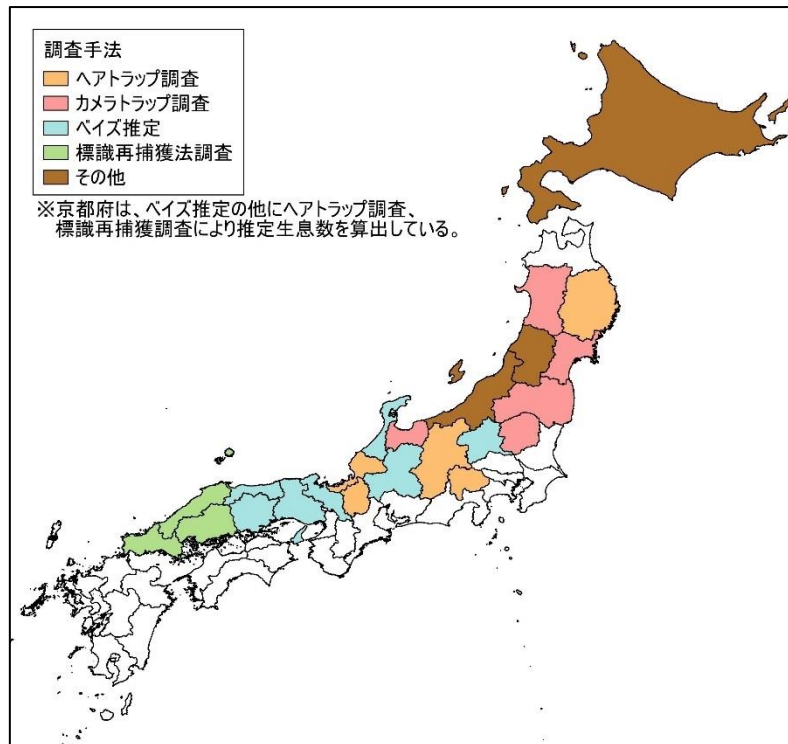 調査手法
ヘアトラップ調査
カメラトラップ調査
ベイズ推定
標識再捕獲法調査
その他
※京都府は、ベイズ推定の他にヘアトラップ調査、
標識再捕獲調査により推定生息数を算出している。